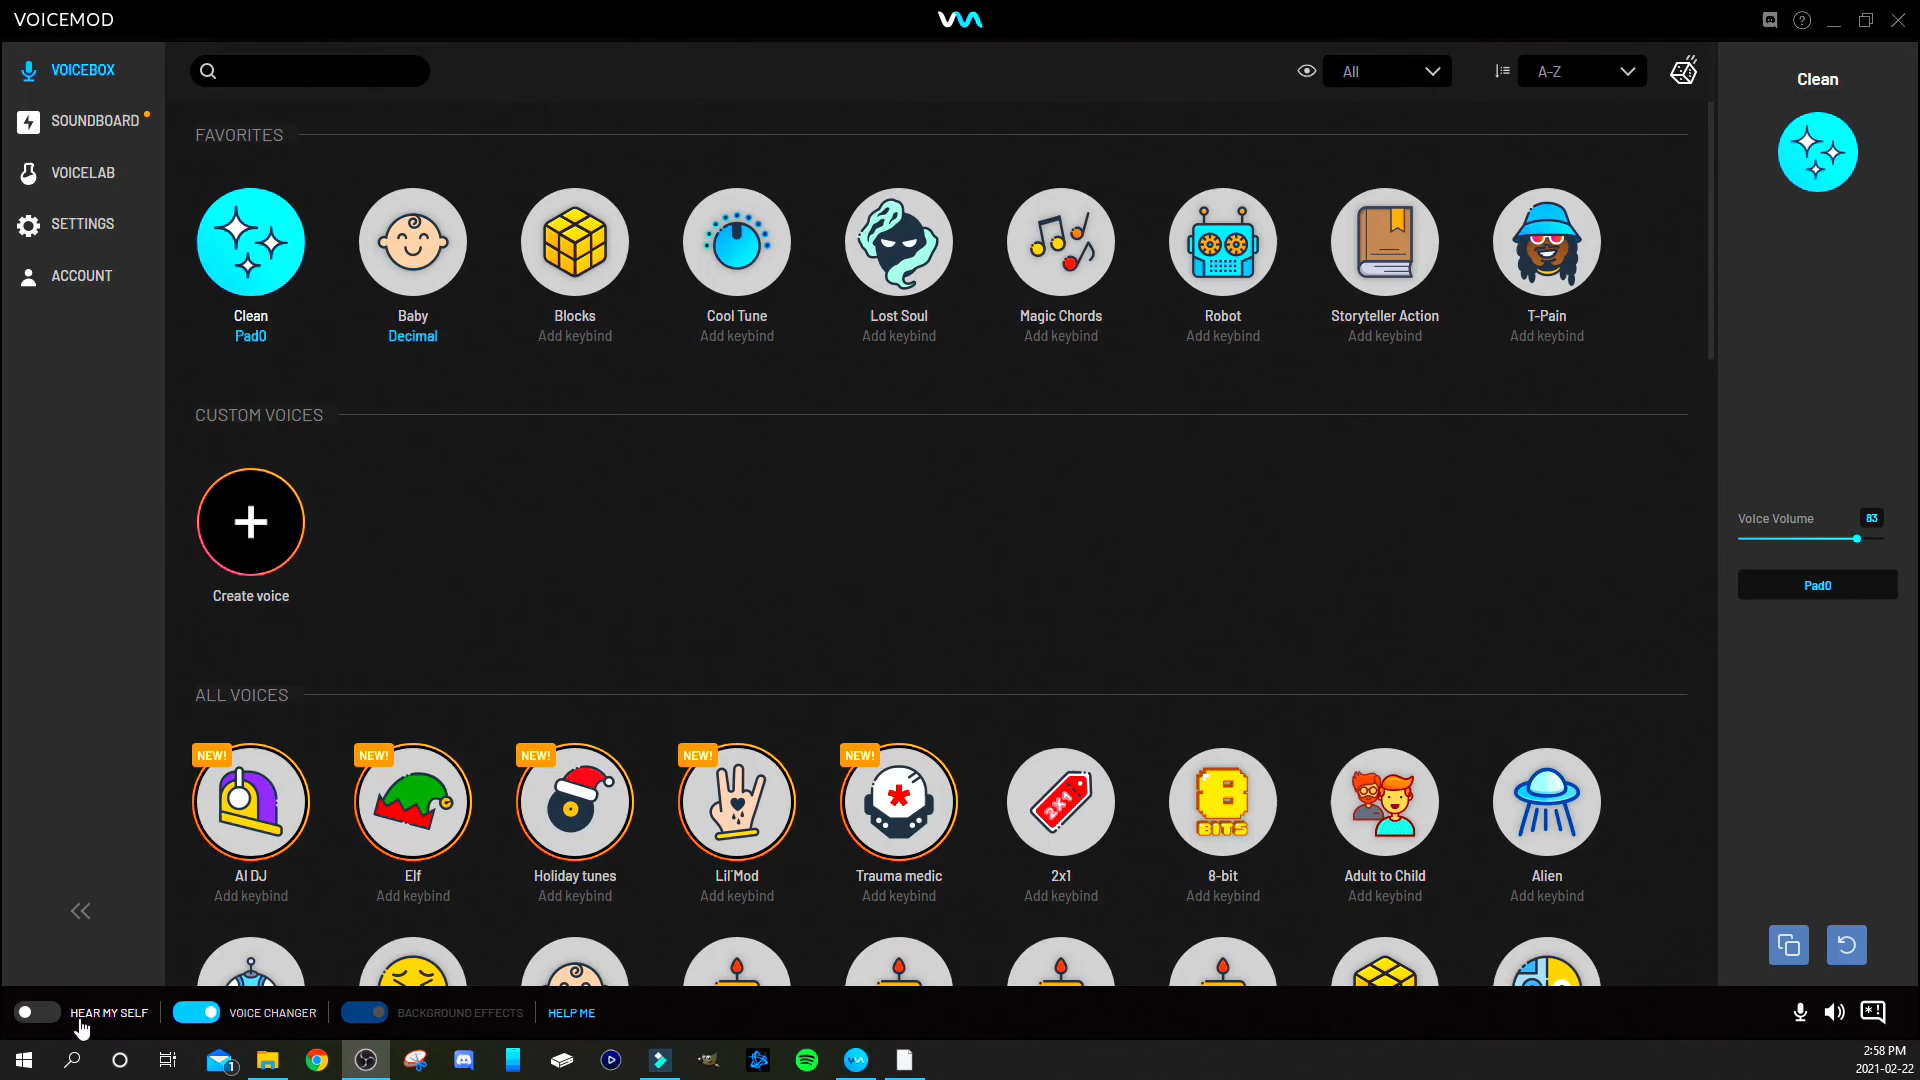 VOICEMOD
VOICEBOX
SOUNDBOARD
VOICELAB
SETTINGS
ACCOUNT
All
A-Z
Clean
FAVORITES
Clean
Pad0
Baby
Decimal
Blocks
Add keybind
Cool Tune
Add keybind
Lost Soul
Add keybind
Magic Chords
Add keybind
Robot
Add keybind
Storyteller Action
Add keybind
T-Pain
Add keybind
CUSTOM VOICES
Create voice
Voice Volume
83
Pad0
ALL VOICES
NEW!
AI DJ
Add keybind
NEW!
Elf
Add keybind
NEW!
Holiday tunes
Add keybind
NEW!
Lil'Mod
Add keybind
NEW!
Trauma medic
Add keybind
2X1
2x1
Add keybind
8
BITS
8-bit
Add keybind
Adult to Child
Add keybind
Alien
Add keybind
HEAR MY SELF
VOICE CHANGER
BACKGROUND EFFECTS
HELP ME
1
2:58 PM
2021-02-22